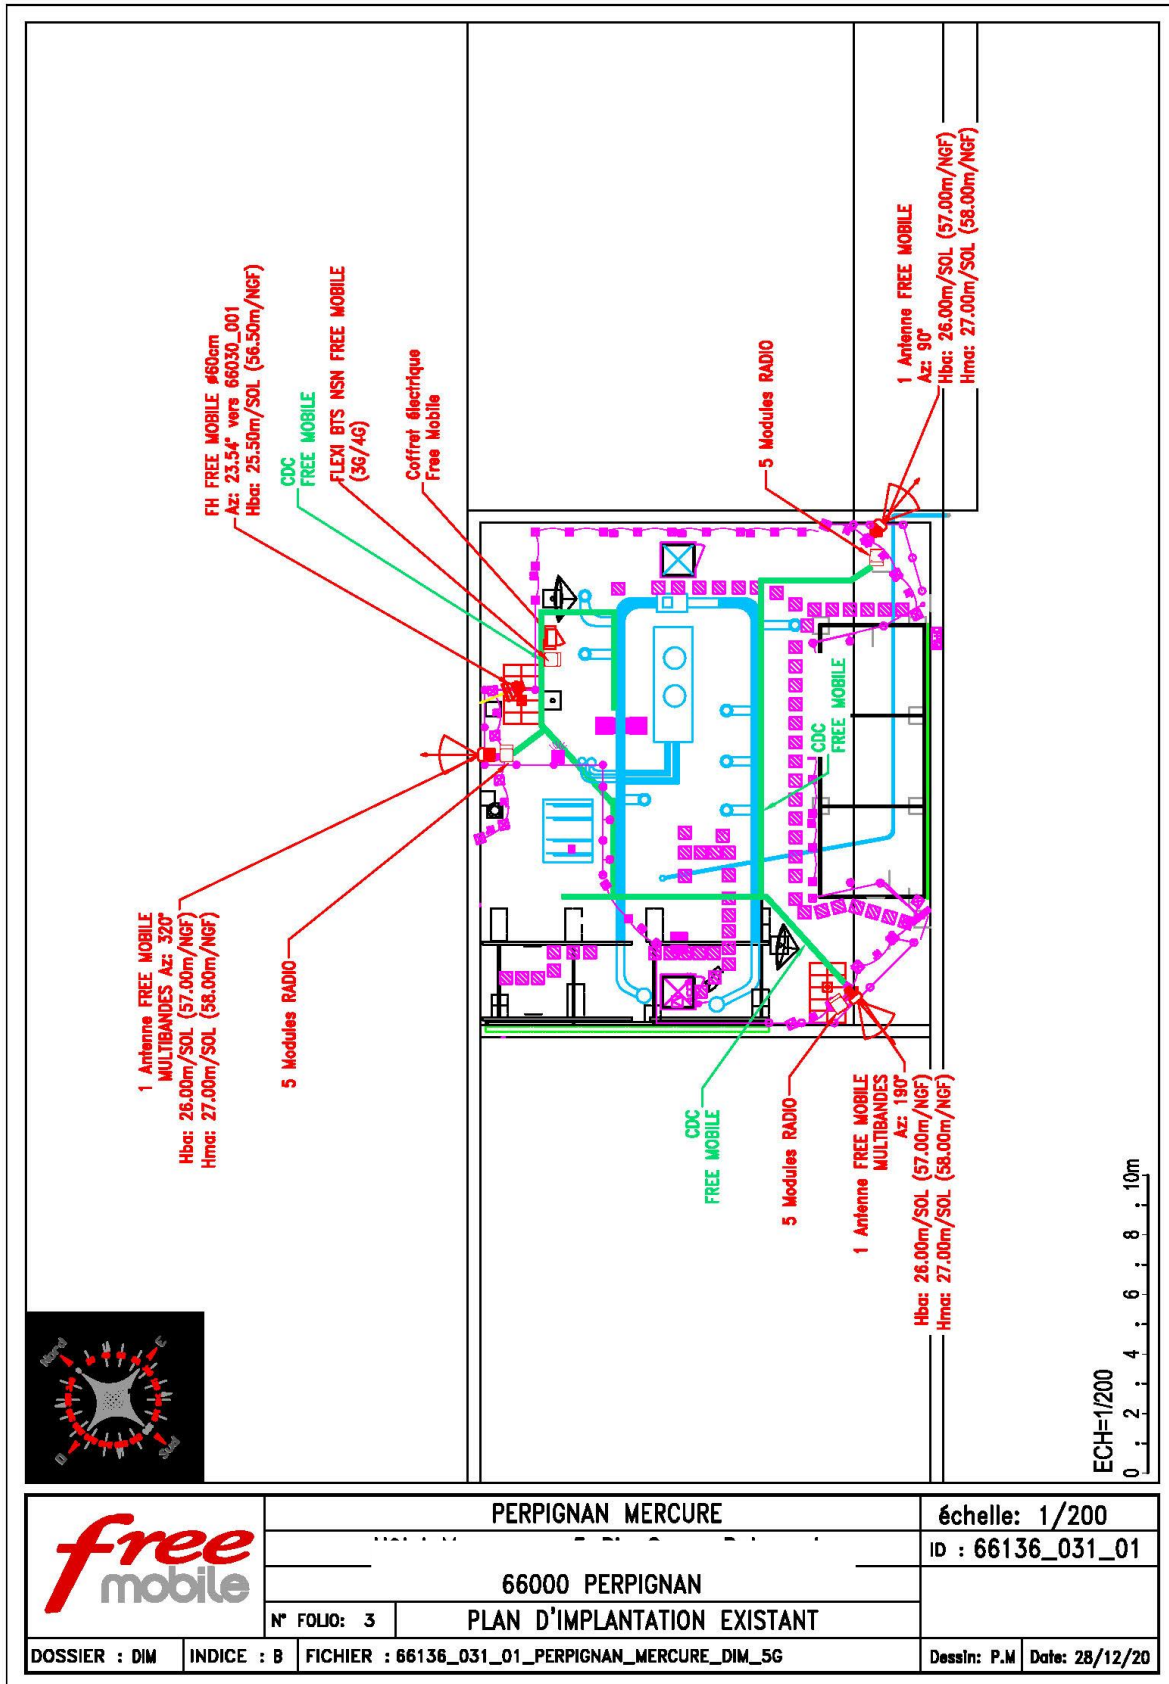 FH FREE MOBILE ø60cm
Az: 23.54° vers 66030_001
Hba: 25.50m/SOL (56.50m/NGF)
CDC
FREE MOBILE
FLEXI BTS NSN FREE MOBILE
(3G/4G)
Coffret électrique
Free Mobile
5 Modules RADIO
1 Antenne FREE MOBILE
Az: 90°
Hba: 26.00m/SOL (57.00m/NGF)
Hma: 27.00m/SOL (58.00m/NGF)
1 Antenne FREE MOBILE
MULTIBANDES Az: 320°
Hba: 26.00m/SOL (57.00m/NGF)
Hma: 27.00m/SOL (58.00m/NGF)
5 Modules RADIO
CDC
FREE MOBILE
CDC
FREE MOBILE
5 Modules RADIO
1 Antenne FREE MOBILE
MULTIBANDES
Az: 190°
Hba: 26.00m/SOL (57.00m/NGF)
Hma: 27.00m/SOL (58.00m/NGF)
Nord
E
O
Sud
ECH=1/200
0 2 4 6 8 10m
free
mobile
PERPIGNAN MERCURE
66000 PERPIGNAN
N° FOLIO: 3
PLAN D'IMPLANTATION EXISTANT
échelle: 1/200
ID : 66136_031_01
DOSSIER : DIM
INDICE : B
FICHIER : 66136_031_01_PERPIGNAN_MERCURE_DIM_5G
Dessin: P.M
Date: 28/12/20